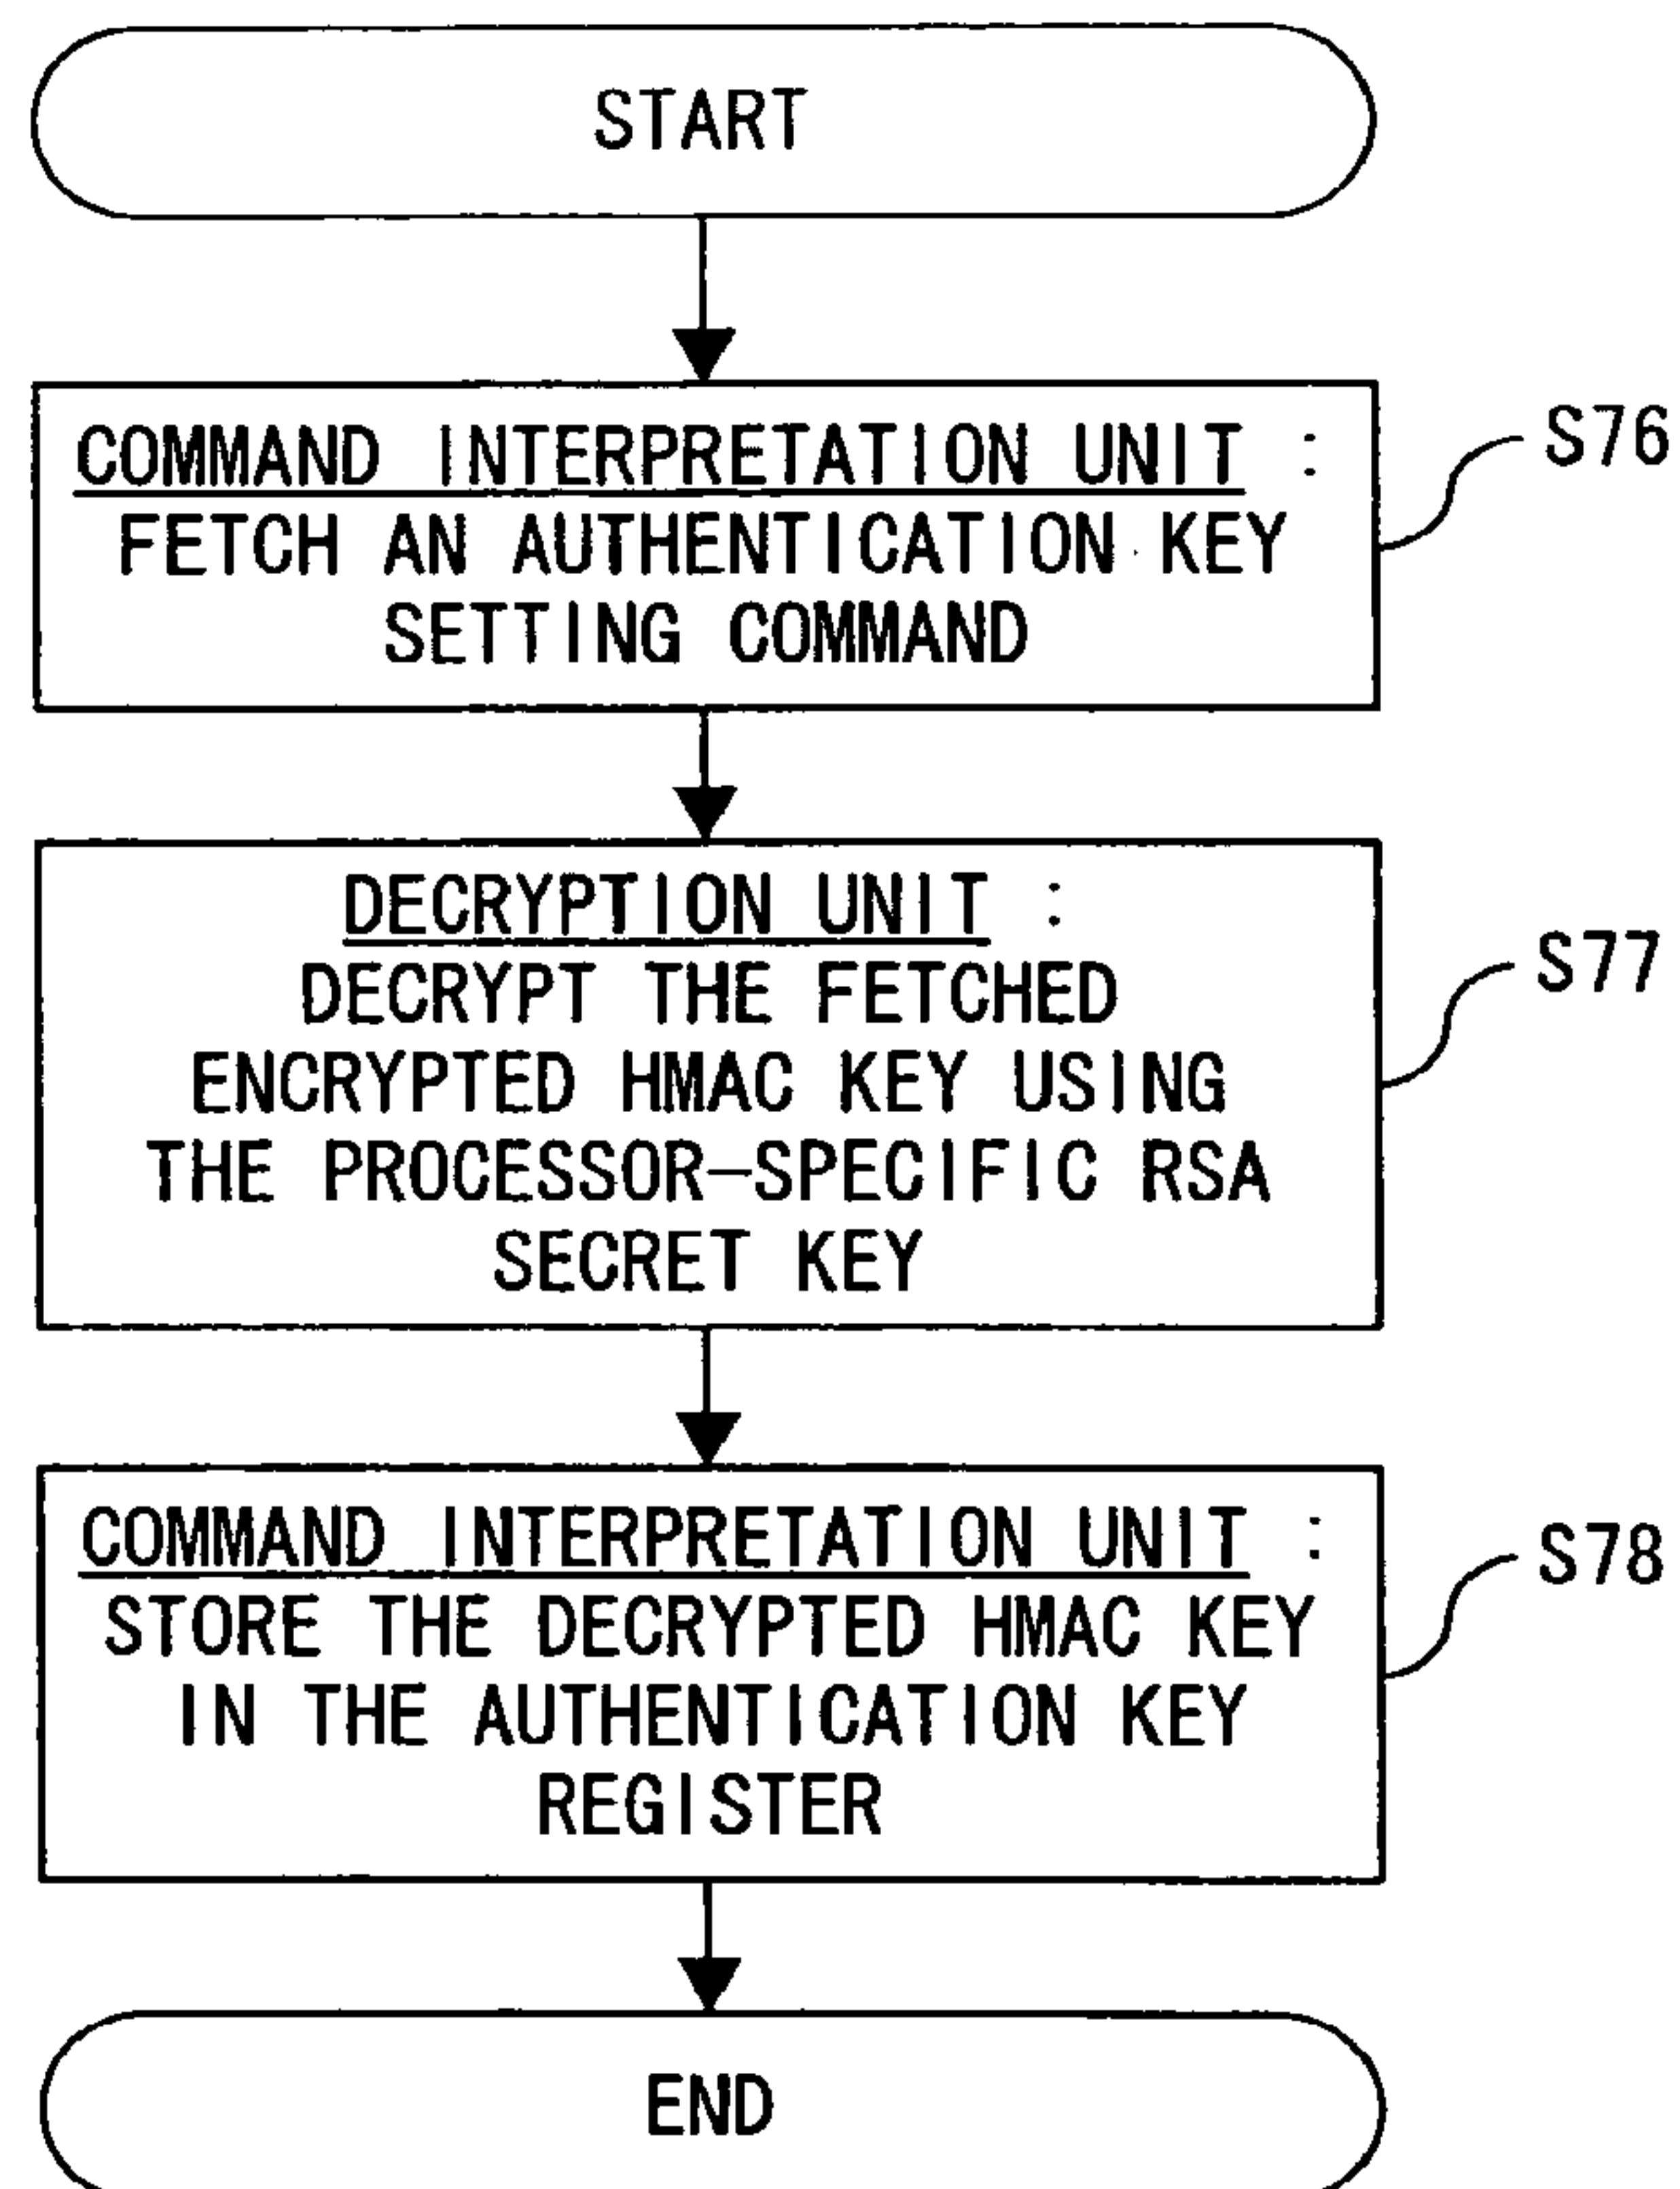 START
COMMAND INTERPRETATION UNIT :
FETCH AN AUTHENTICATION KEY
SETTING COMMAND
S76
DECRYPTION UNIT :
DECRYPT THE FETCHED
ENCRYPTED HMAC KEY USING
THE PROCESSOR-SPECIFIC RSA
SECRET KEY
S77
COMMAND INTERPRETATION UNIT :
STORE THE DECRYPTED HMAC KEY
IN THE AUTHENTICATION KEY
REGISTER
S78
END